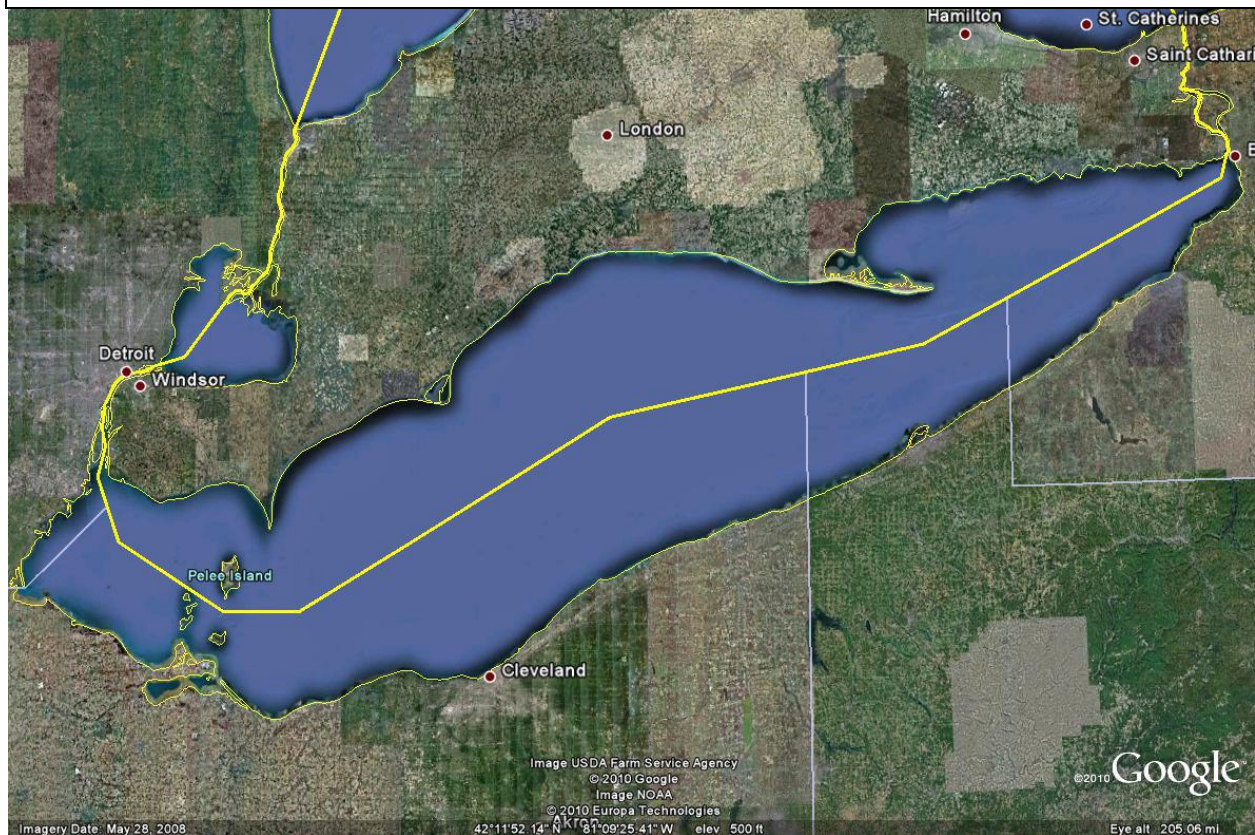 Hamilton
St. Catherines
Saint Cathari
London
B
Detroit
Windsor
Pelee Island
Cleveland
Image USDA Farm Service Agency
© 2010 Google
Image NOAA
© 2010 Europa Technologies
Akron
©2010 Google
Imagery Date: May 28, 2008
42°11'52.14" N 81°09'25.41" W elev 500 ft
Eye alt 205.06 mi